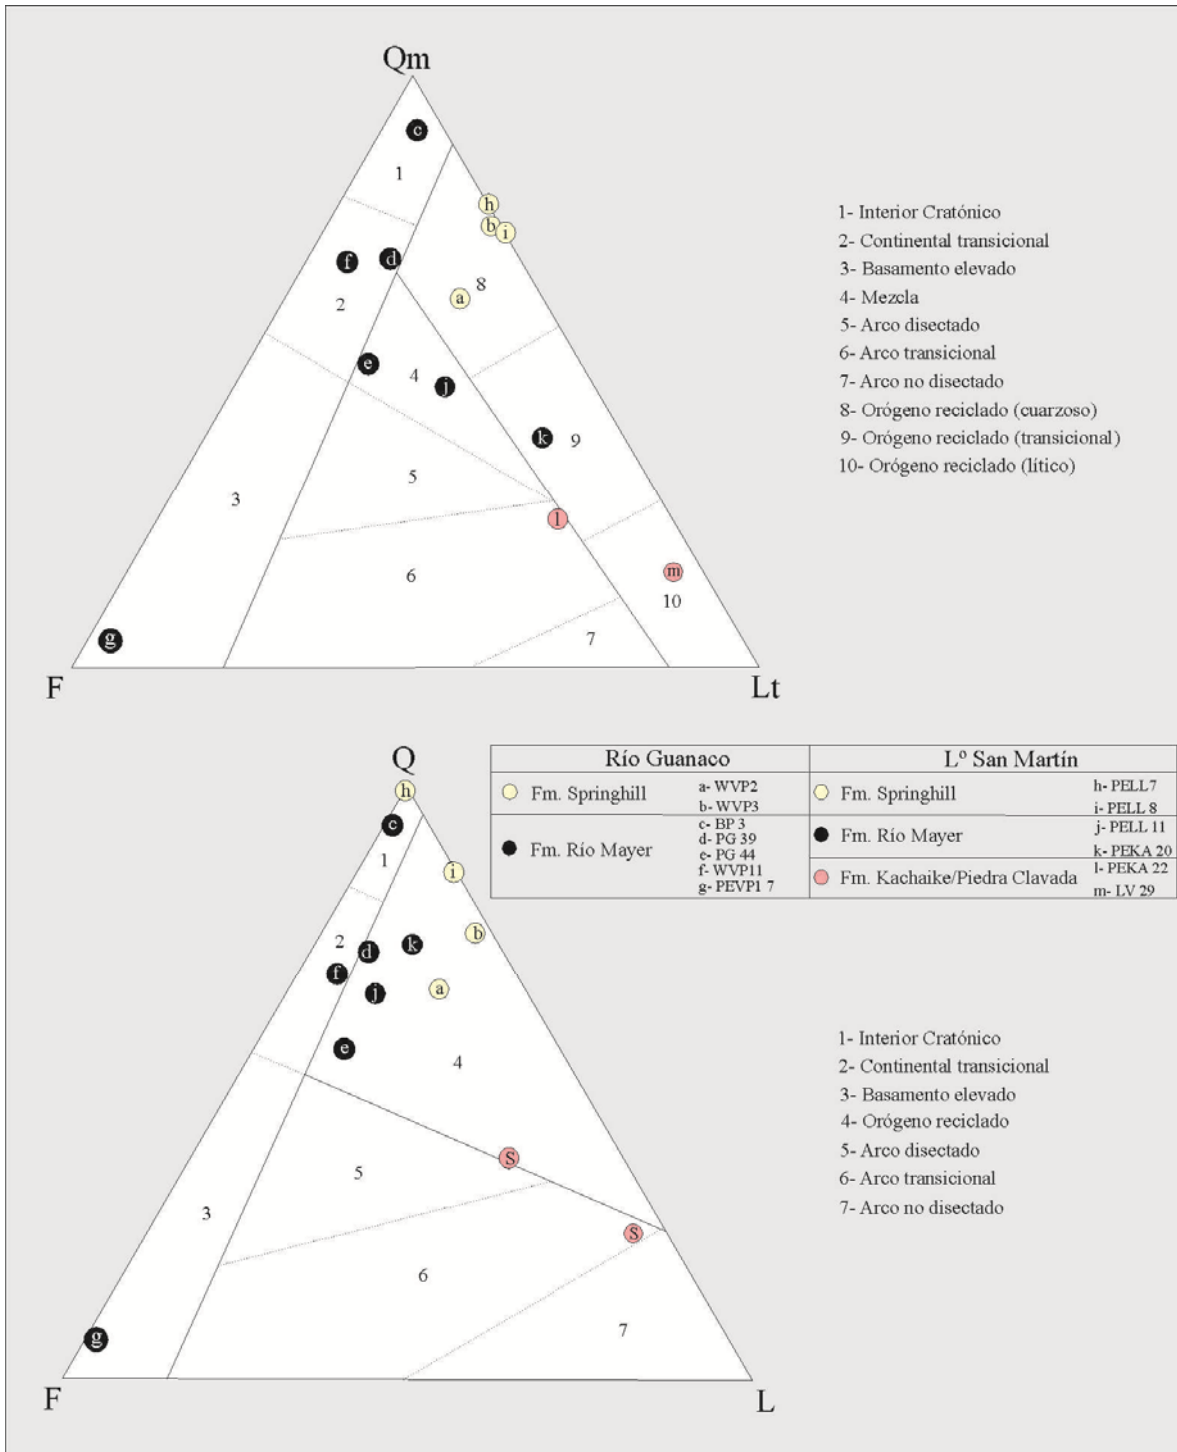 Qm
c
1
h
b
i
f
d
8
a
2
e
4
j
k
9
5
3
l
6
m
10
7
g
F
Lt
1- Interior Cratónico
2- Continental transicional
3- Basamento elevado
4- Mezcla
5- Arco disectado
6- Arco transicional
7- Arco no disectado
8- Orógeno reciclado (cuarzoso)
9- Orógeno reciclado (transicional)
10- Orógeno reciclado (lítico)
Q
h
c
1
i
2
b
d
k
f
a
j
e
4
S
5
3
S
6
7
g
F
L
Río Guanaco
Lº San Martín
Fm. Springhill
a- WVP2
b- WVP3
Fm. Springhill
h- PELL7
i- PELL 8
Fm. Río Mayer
c- BP 3
d- PG 39
e- PG 44
f- WVP11
g- PEVP1 7
Fm. Río Mayer
j- PELL 11
k- PEKA 20
Fm. Kachaike/Piedra Clavada
l- PEKA 22
m- LV 29
1- Interior Cratónico
2- Continental transicional
3- Basamento elevado
4- Orógeno reciclado
5- Arco disectado
6- Arco transicional
7- Arco no disectado